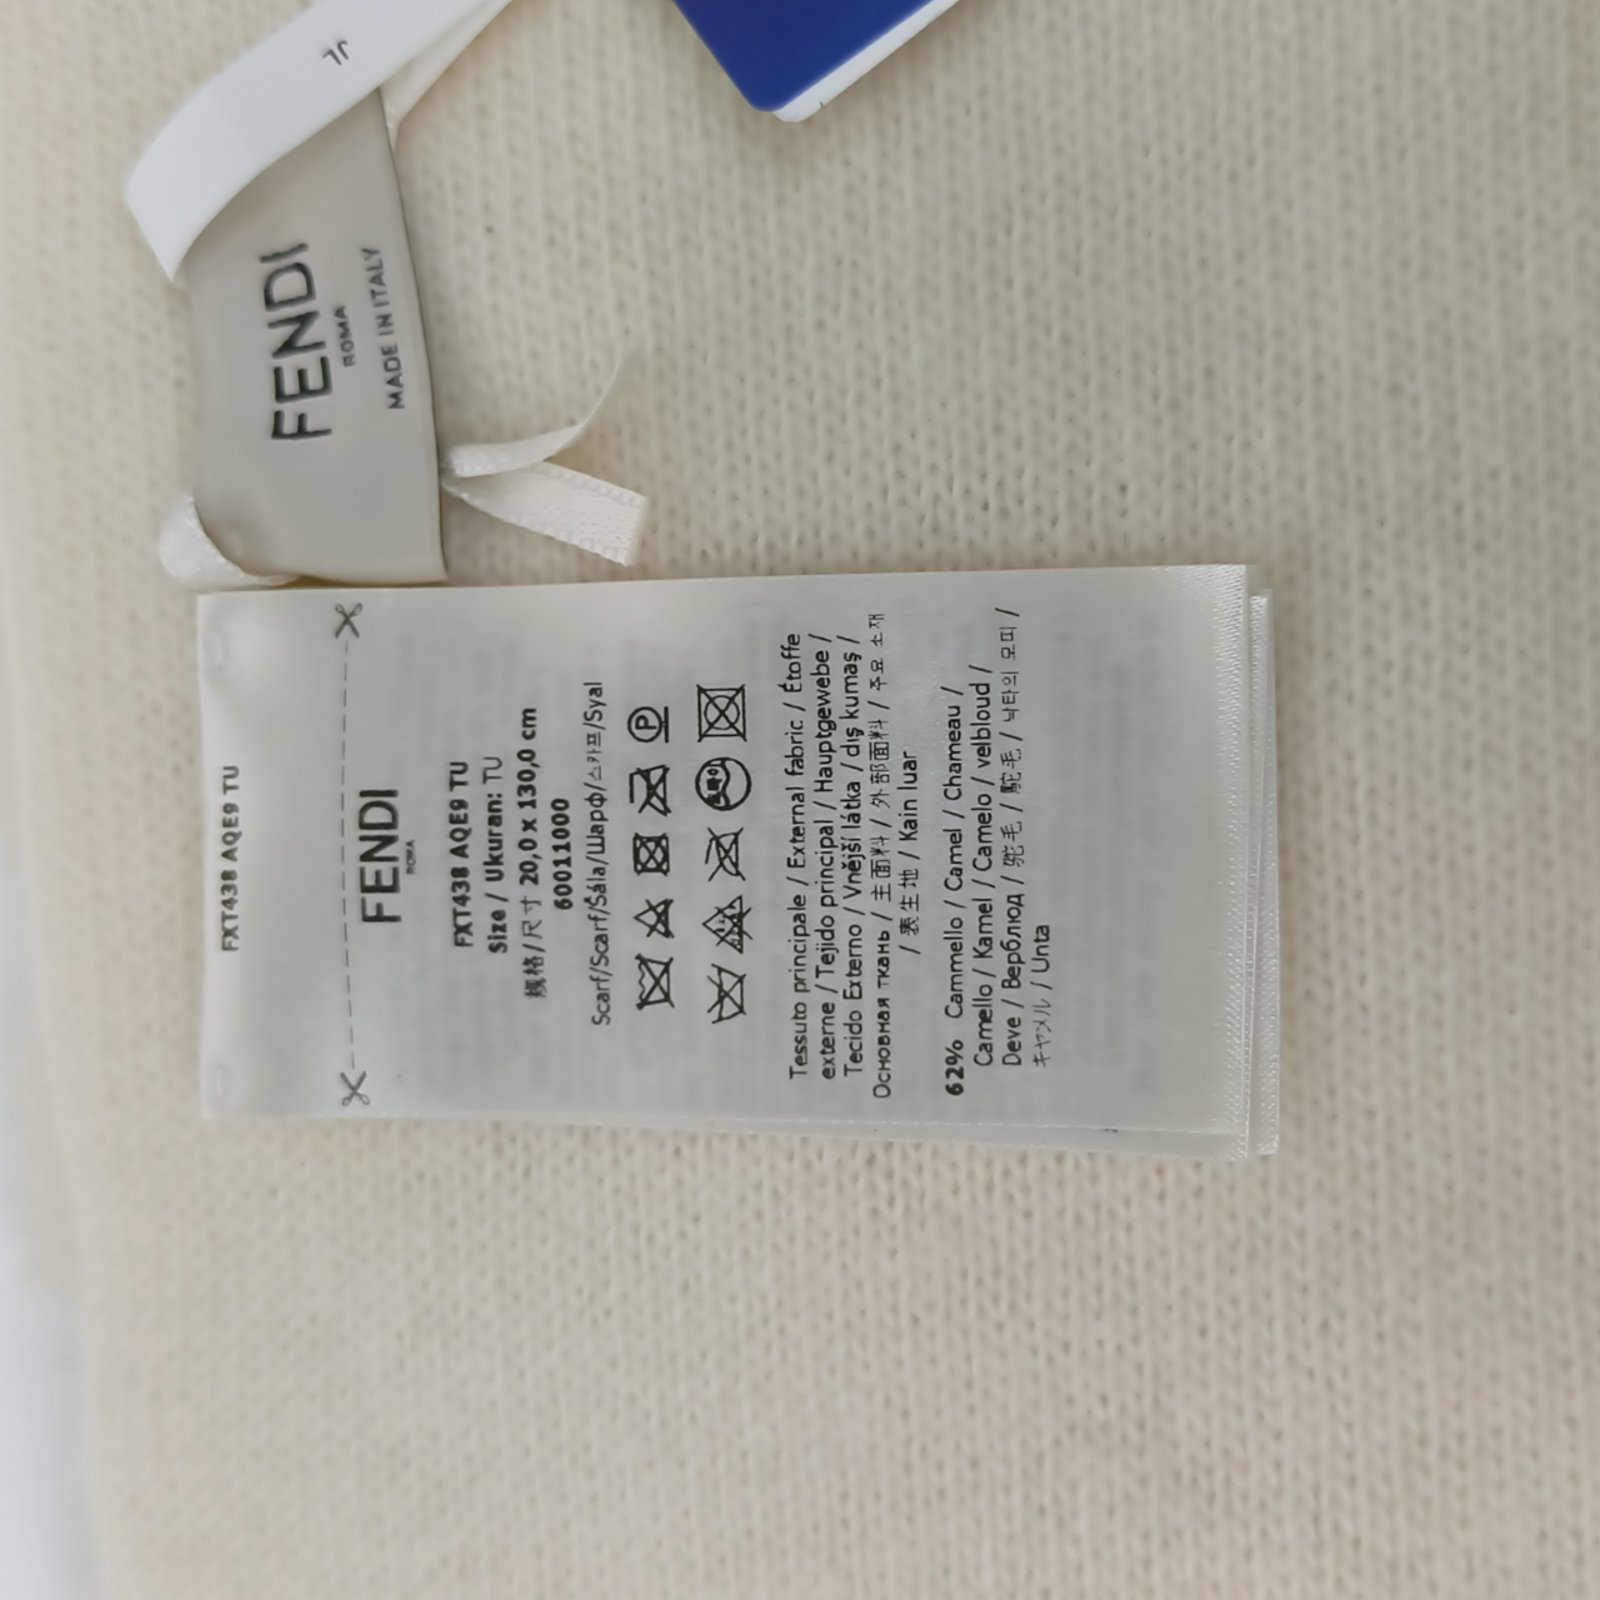 FENDI
ROMA
MADE IN ITALY
FXT438 AQE9 TU
FENDI
ROMA
FXT438 AQE9 TU
Size / Ukuran: TU
规格/尺寸 20,0 x 130,0 cm
60011000
Scarf/Scarf/Šála/Шарф/스카프/Syal
P
Tessuto principale / External fabric / Étoffe
externe / Tejido principal / Hauptgewebe /
Tecido Externo / Vnější látka / dış kumaş /
Основная ткань / 主面料 / 外部面料 / 주요 소재
/ 表生地 / Kain luar
62% Cammello / Camel / Chameau /
Camello / Kamel / Camelo / velbloud /
Deve / Верблюд / 驼毛 / 駝毛 / 낙타의 모피 /
キャメル / Unta